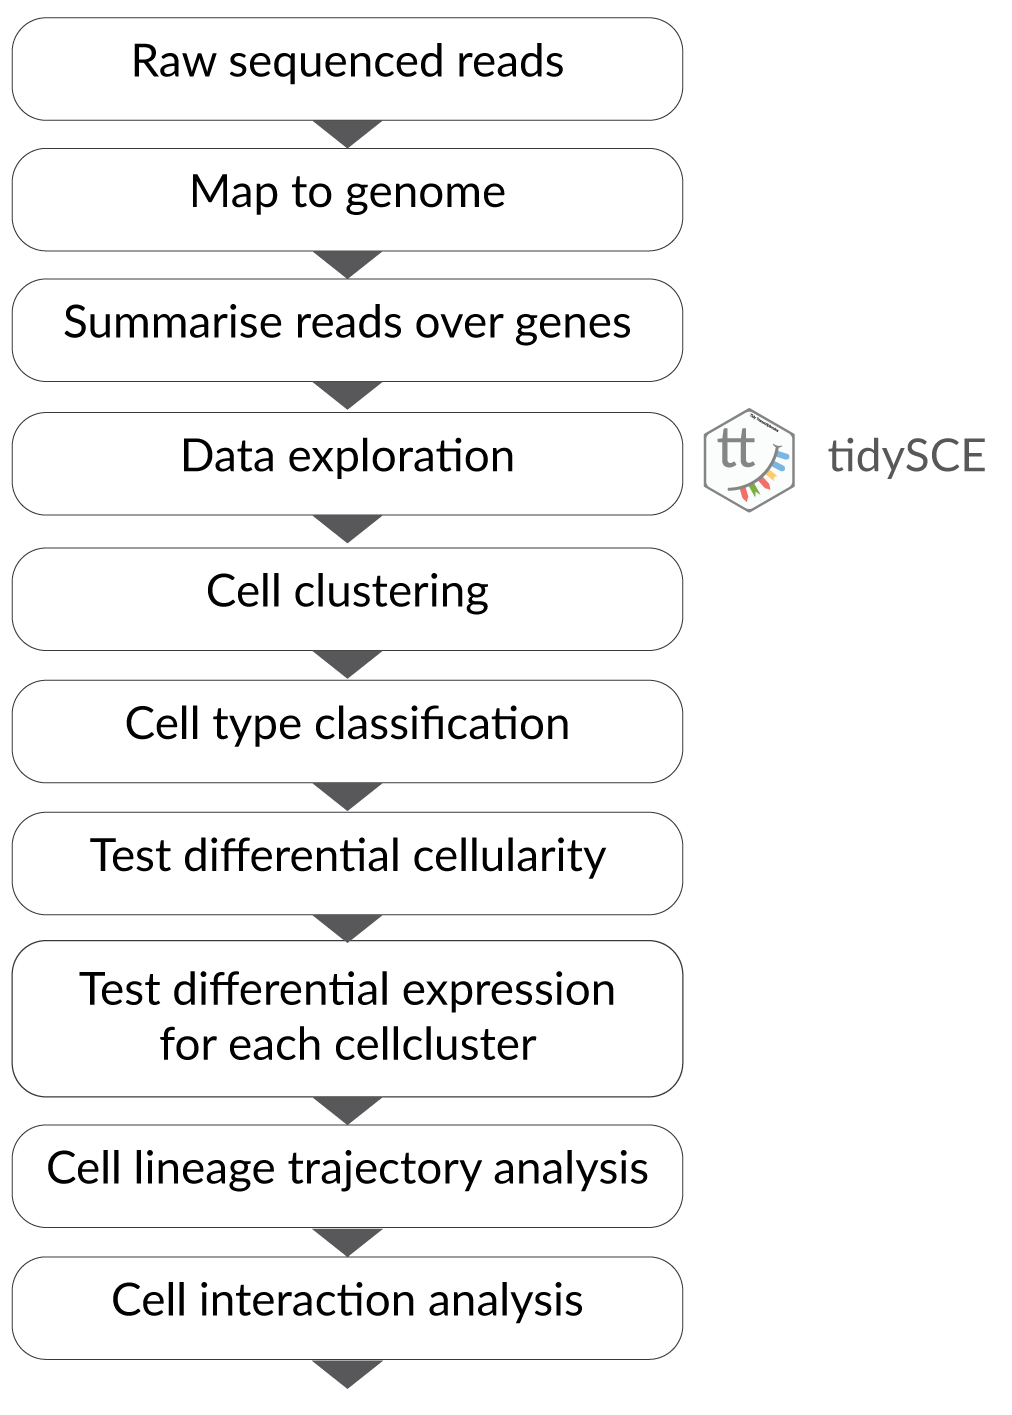 Raw sequenced reads
Map to genome
Summarise reads over genes
Data exploration
tt
tidySCE
Cell clustering
Cell type classification
Test differential cellularity
Test differential expression
for each cellcluster
Cell lineage trajectory analysis
Cell interaction analysis